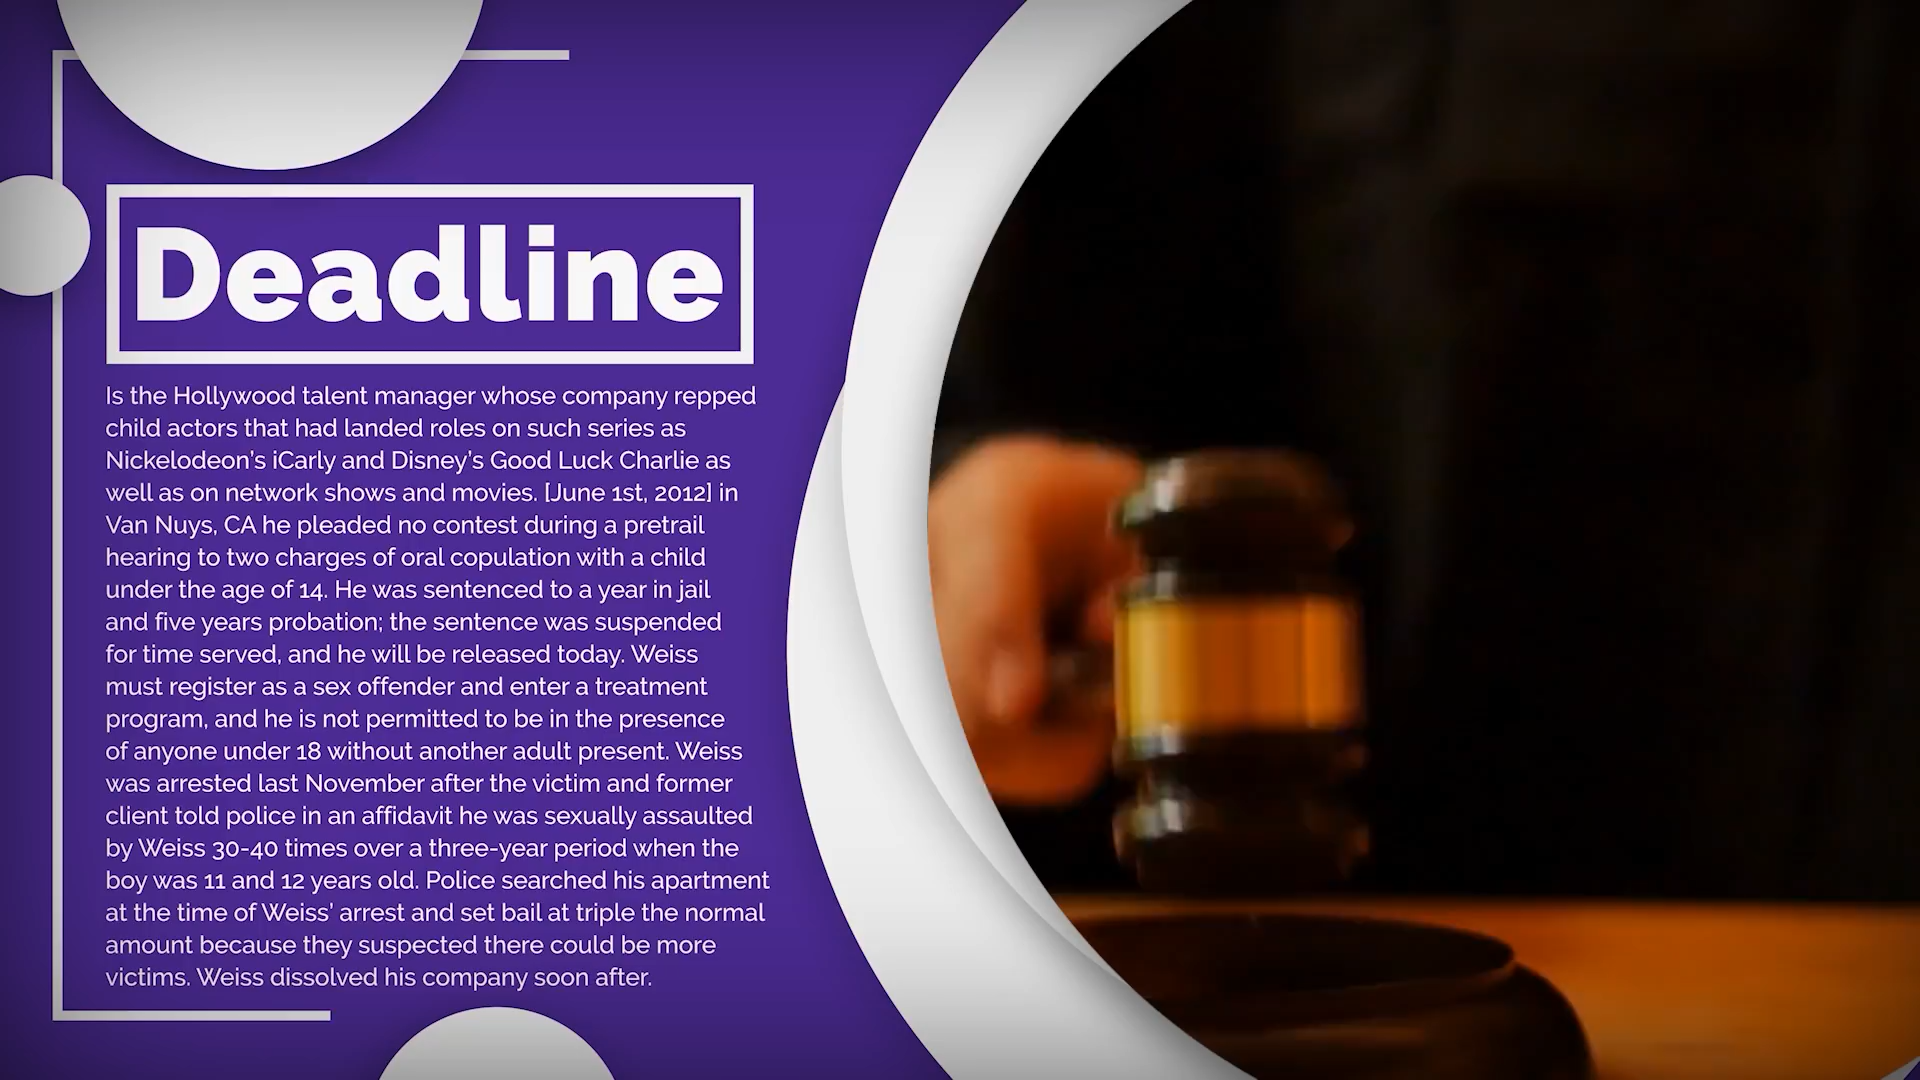 Deadline
Is the Hollywood talent manager whose company repped
child actors that had landed roles on such series as
Nickelodeon's iCarly and Disney's Good Luck Charlie as
well as on network shows and movies. [June 1st, 2012] in
Van Nuys, CA he pleaded no contest during a pretrail
hearing to two charges of oral copulation with a child
under the age of 14. He was sentenced to a year in jail
and five years probation; the sentence was suspended
for time served, and he will be released today. Weiss
must register as a sex offender and enter a treatment
program, and he is not permitted to be in the presence
of anyone under 18 without another adult present. Weiss
was arrested last November after the victim and former
client told police in an affidavit he was sexually assaulted
by Weiss 30-40 times over a three-year period when the
boy was 11 and 12 years old. Police searched his apartment
at the time of Weiss' arrest and set bail at triple the normal
amount because they suspected there could be more
victims. Weiss dissolved his company soon after.